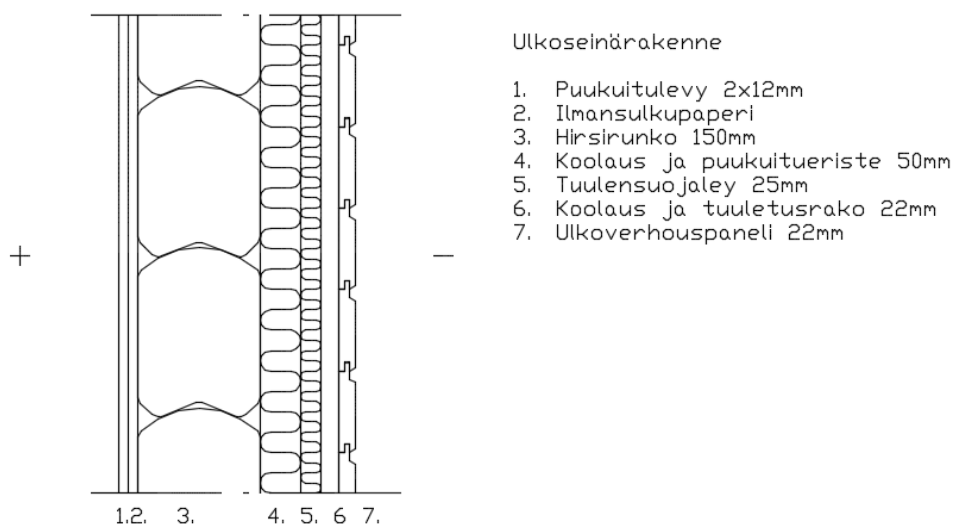 Ulkoseinärakenne
1. Puukuitulevy 2x12mm
2. Ilmansulkupaperi
3. Hirsirunko 150mm
4. Koolaus ja puukuitueriste 50mm
5. Tuulensuojaley 25mm
6. Koolaus ja tuuletusrako 22mm
7. Ulkoverhouspaneli 22mm
+ −
1.2. 3. 4. 5. 6 7.